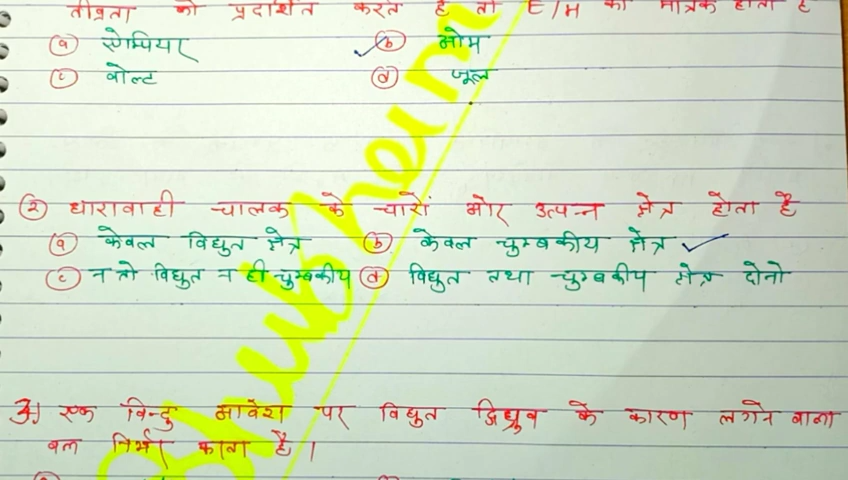 तीव्रता को प्रदर्शित करते है तो E/H का मात्रक होता है
(a) ऐम्पियर (b) ओम
(c) वोल्ट (d) जूल
(२) धारावाही चालक के चारों ओर उत्पन्न क्षेत्र होता है
(a) केवल विधुत क्षेत्र (b) केवल चुम्बकीय क्षेत्र
(c) न तो विधुत न ही चुम्बकीय (d) विधुत तथा चुम्बकीय क्षेत्र दोनो
3) एक बिन्दु आवेश पर विधुत द्विध्रुव के कारण लगने वाला
बल निर्भर करता है ।